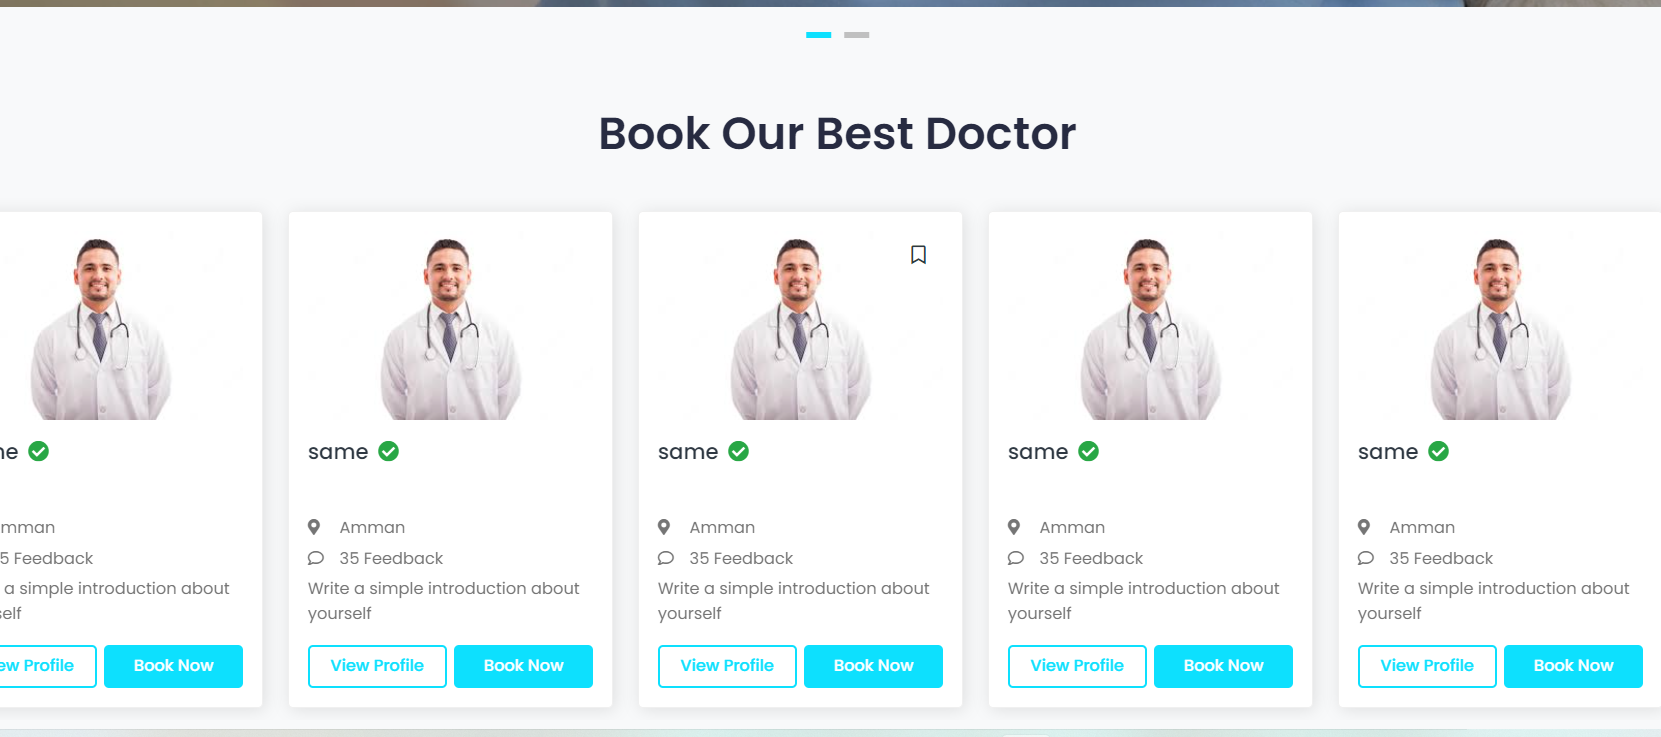 Book Our Best Doctor
ne
mman
5 Feedback
a simple introduction about
self
ew Profile
Book Now
same
Amman
35 Feedback
Write a simple introduction about
yourself
View Profile
Book Now
same
Amman
35 Feedback
Write a simple introduction about
yourself
View Profile
Book Now
same
Amman
35 Feedback
Write a simple introduction about
yourself
View Profile
Book Now
same
Amman
35 Feedback
Write a simple introduction about
yourself
View Profile
Book Now